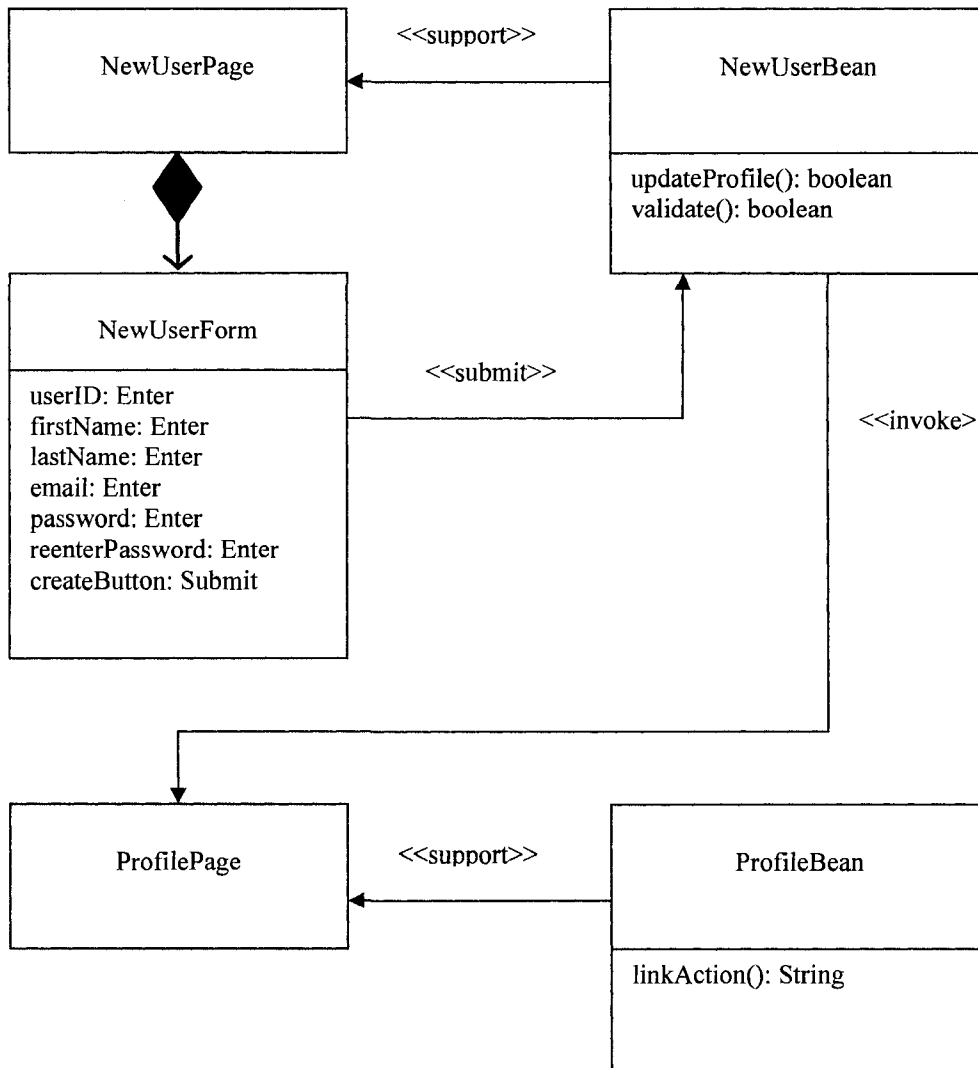 <<support>>
NewUserPage
NewUserBean
updateProfile(): boolean
validate(): boolean
NewUserForm
<<submit>>
userID: Enter
firstName: Enter
lastName: Enter
email: Enter
password: Enter
reenterPassword: Enter
createButton: Submit
<<invoke>
ProfilePage
<<support>>
ProfileBean
linkAction(): String